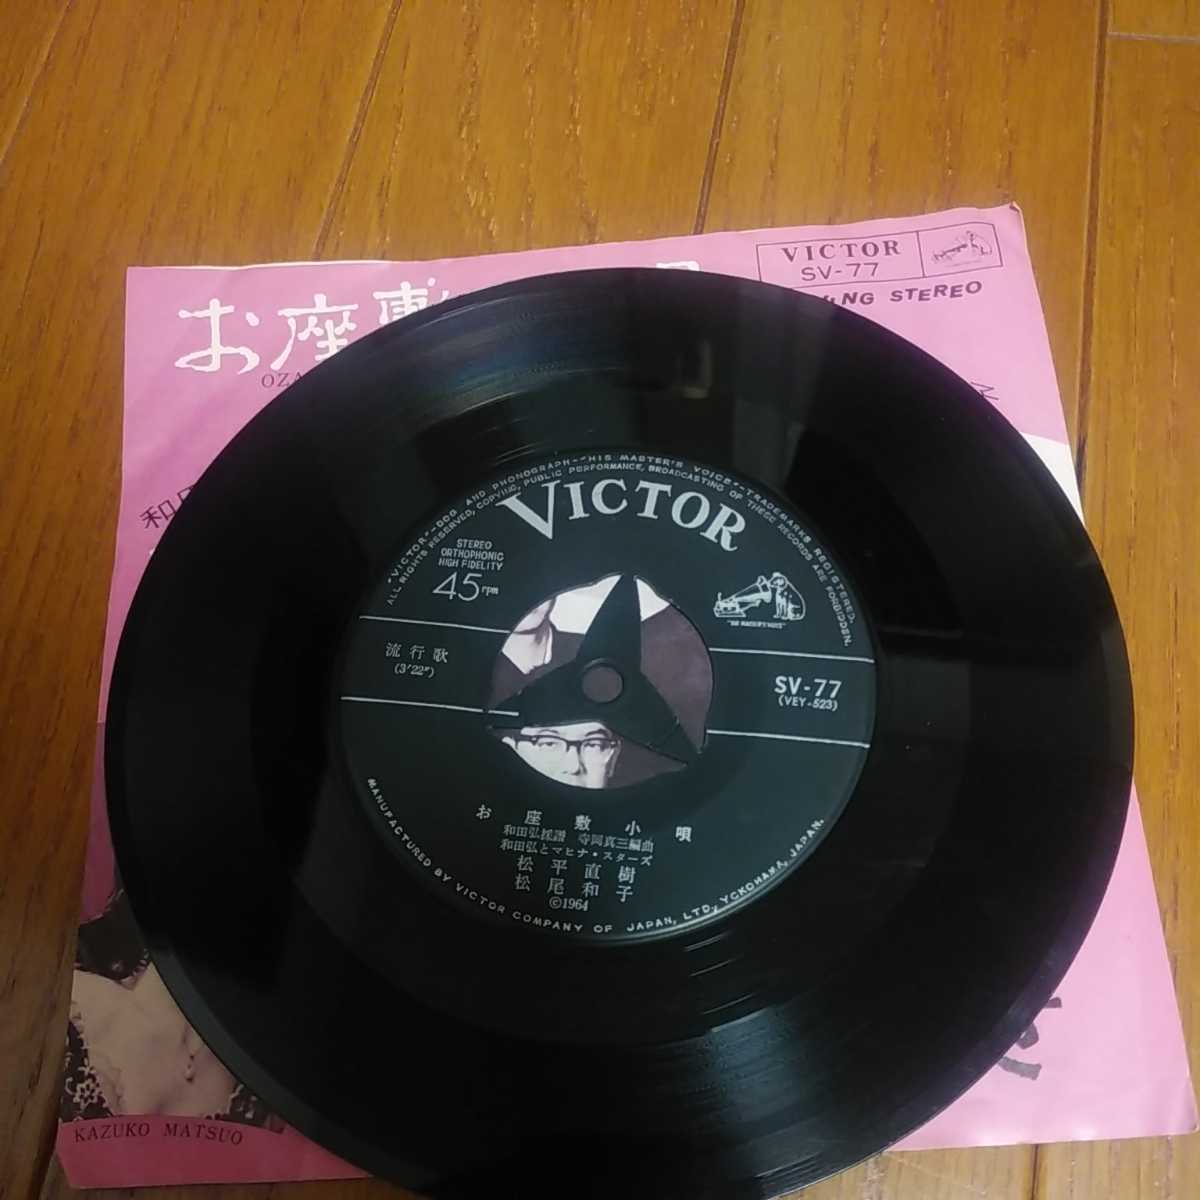 お座敷
VICTOR
SV-77
STEREO
"VICTOR"-"DOG AND PHONOGRAPH"-"HIS MASTER'S VOICE"-TRADEMARKS REGISTERED.
ALL RIGHTS RESERVED, COPYING, PUBLIC PERFORMANCE, BROADCASTING OF THESE RECORDS ARE FORBIDDEN.
VICTOR
STEREO
ORTHOPHONIC
HIGH FIDELITY
45rpm
"HIS MASTER'S VOICE"
流行歌
(3'22")
SV-77
(VEY-523)
お座敷小唄
和田弘採譜 寺岡真三編曲
和田弘とマヒナ・スターズ
松平直樹
松尾和子
©1964
MANUFACTURED BY VICTOR COMPANY OF JAPAN, LTD, YOKOHAMA, JAPAN.
KAZUKO MATSUO